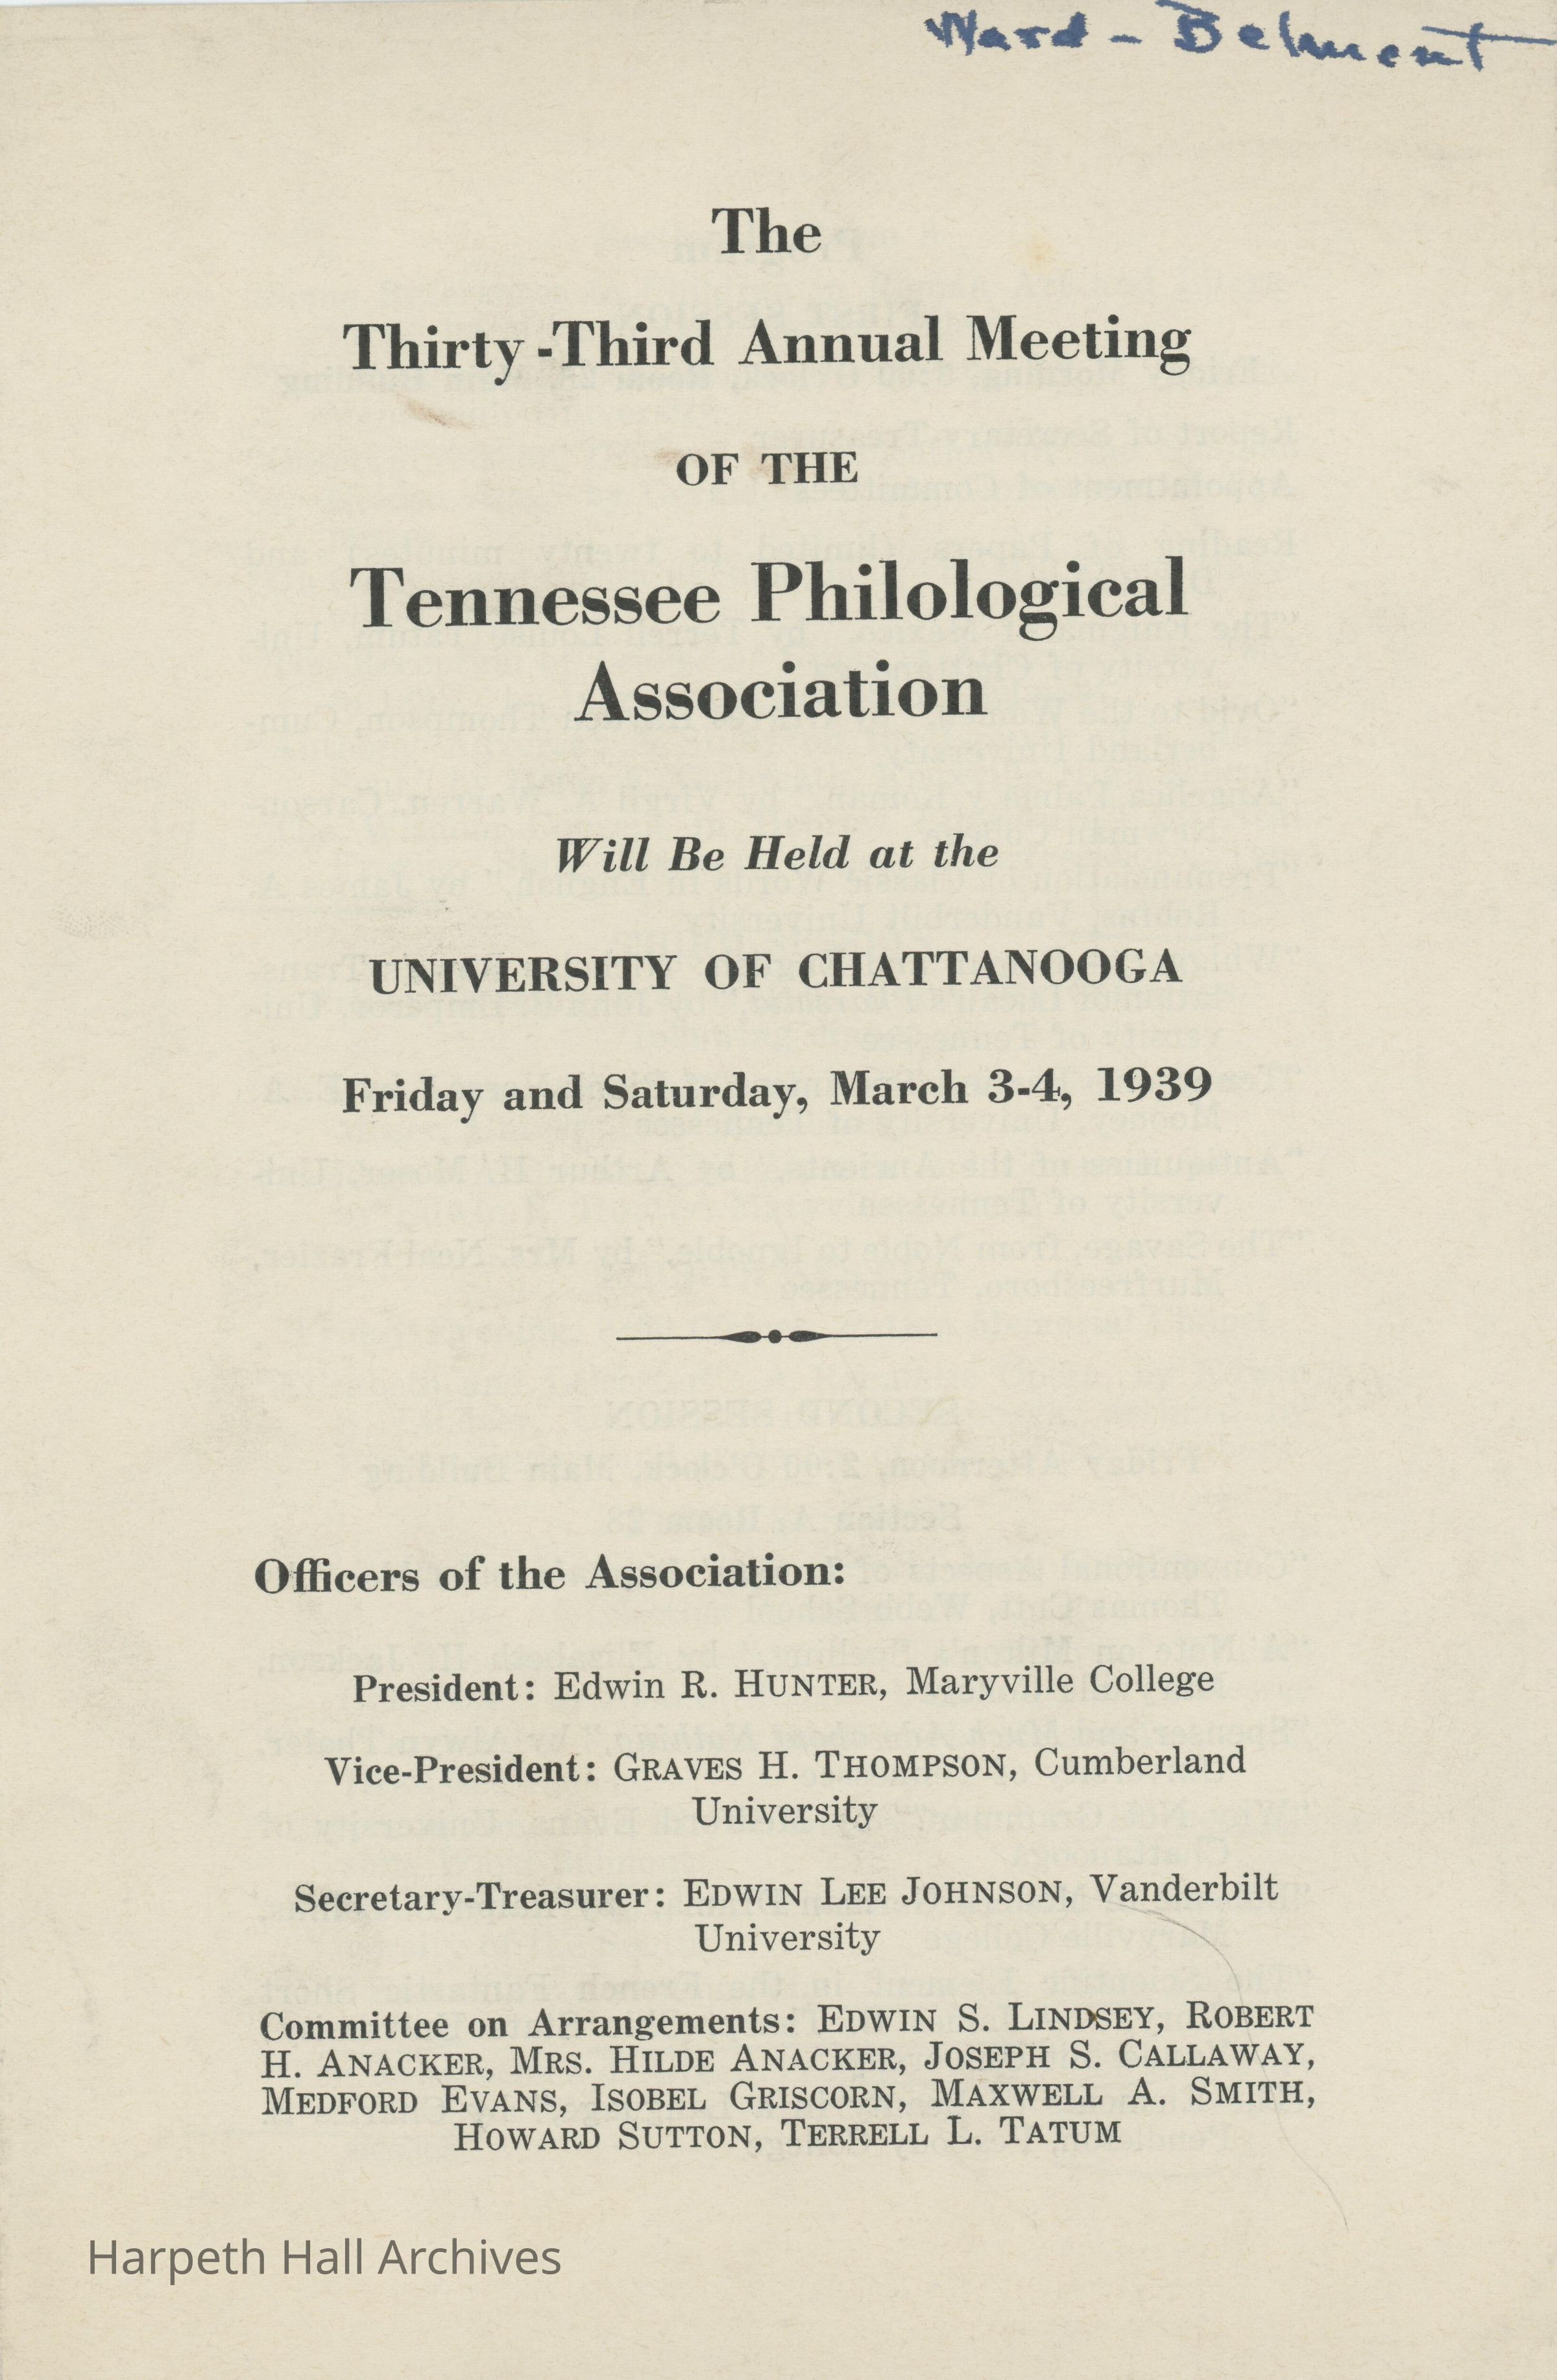 Ward - Belmont
The
Thirty-Third Annual Meeting
OF THE
Tennessee Philological
Association
Will Be Held at the
UNIVERSITY OF CHATTANOOGA
Friday and Saturday, March 3-4, 1939
Officers of the Association:
President: Edwin R. HUNTER, Maryville College
Vice-President: GRAVES H. THOMPSON, Cumberland
University
Secretary-Treasurer: EDWIN LEE JOHNSON, Vanderbilt
University
Committee on Arrangements: EDWIN S. LINDSEY, ROBERT
H. ANACKER, MRS. HILDE ANACKER, JOSEPH S. CALLAWAY,
MEDFORD EVANS, ISOBEL GRISCORN, MAXWELL A. SMITH,
HOWARD SUTTON, TERRELL L. TATUM
Harpeth Hall Archives